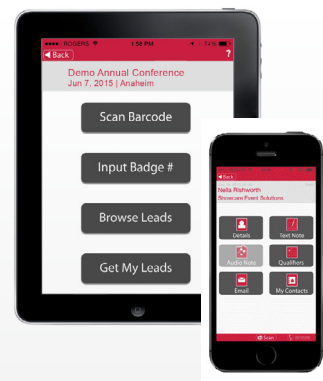 ROGERS
1:58 PM
74%
Back
?
Demo Annual Conference
Jun 7, 2015 | Anaheim
Scan Barcode
Input Badge #
Browse Leads
Get My Leads
Back
Nella Rishworth
Showcare Event Solutions
Details
Text Note
Audio Note
Qualifiers
Email
My Contacts
Scan